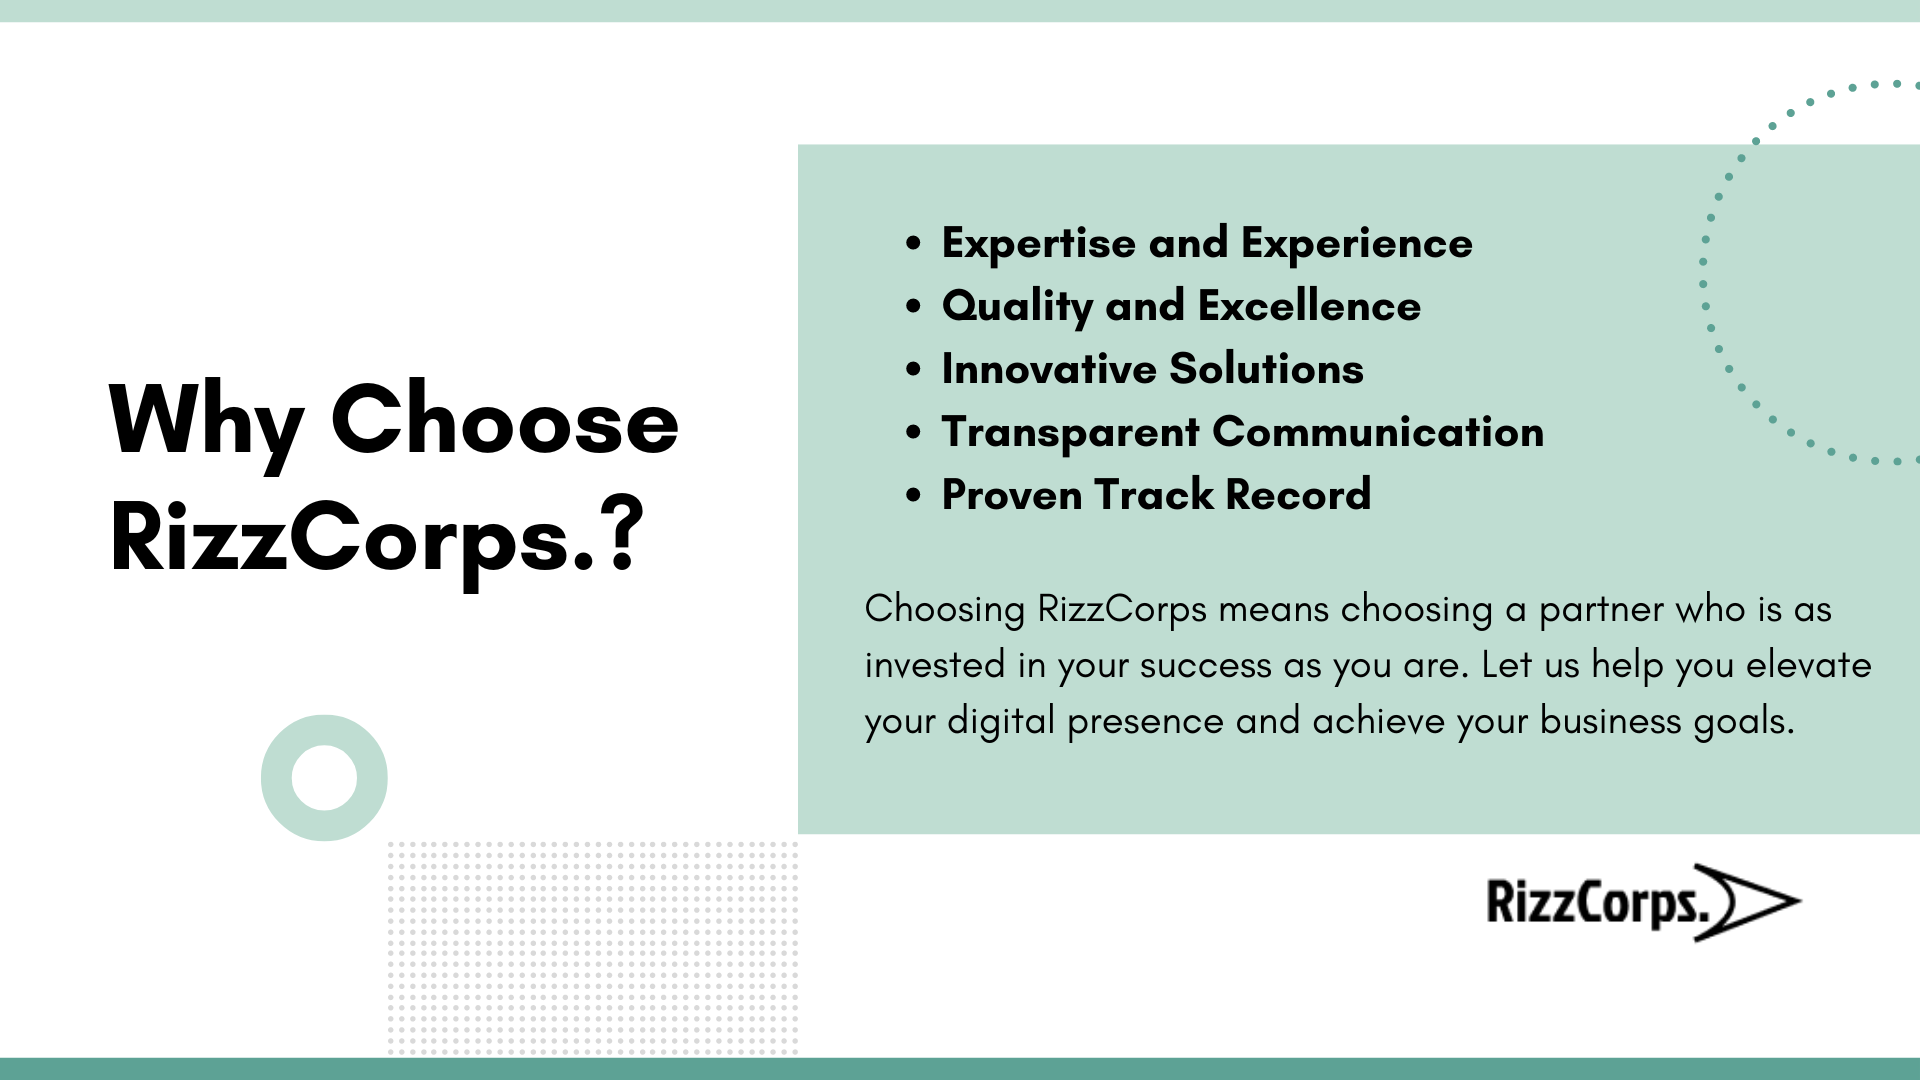 Why Choose
RizzCorps.?
• Expertise and Experience
• Quality and Excellence
• Innovative Solutions
• Transparent Communication
• Proven Track Record
Choosing RizzCorps means choosing a partner who is as
invested in your success as you are. Let us help you elevate
your digital presence and achieve your business goals.
RizzCorps.